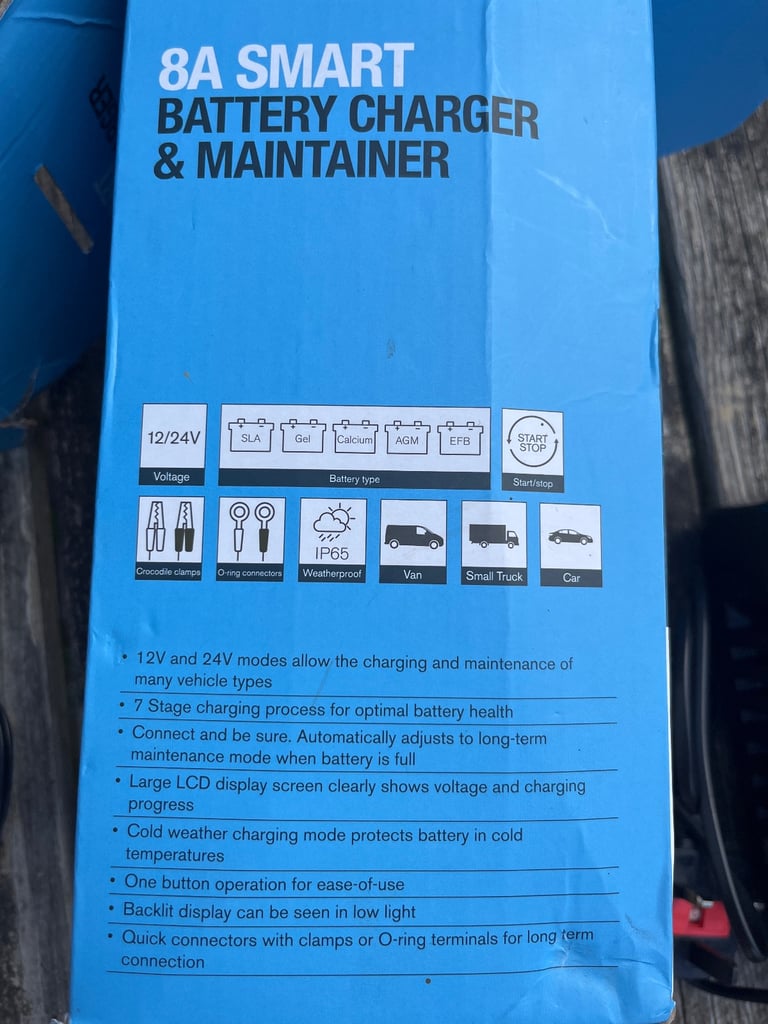 8A SMART
BATTERY CHARGER
& MAINTAINER
12/24V
Voltage
SLA
Gel
Calcium
AGM
EFB
Battery type
START
STOP
Start/stop
Crocodile clamps
O-ring connectors
IP65
Weatherproof
Van
Small Truck
Car
• 12V and 24V modes allow the charging and maintenance of
many vehicle types
• 7 Stage charging process for optimal battery health
• Connect and be sure. Automatically adjusts to long-term
maintenance mode when battery is full
• Large LCD display screen clearly shows voltage and charging
progress
• Cold weather charging mode protects battery in cold
temperatures
• One button operation for ease-of-use
• Backlit display can be seen in low light
• Quick connectors with clamps or O-ring terminals for long term
connection